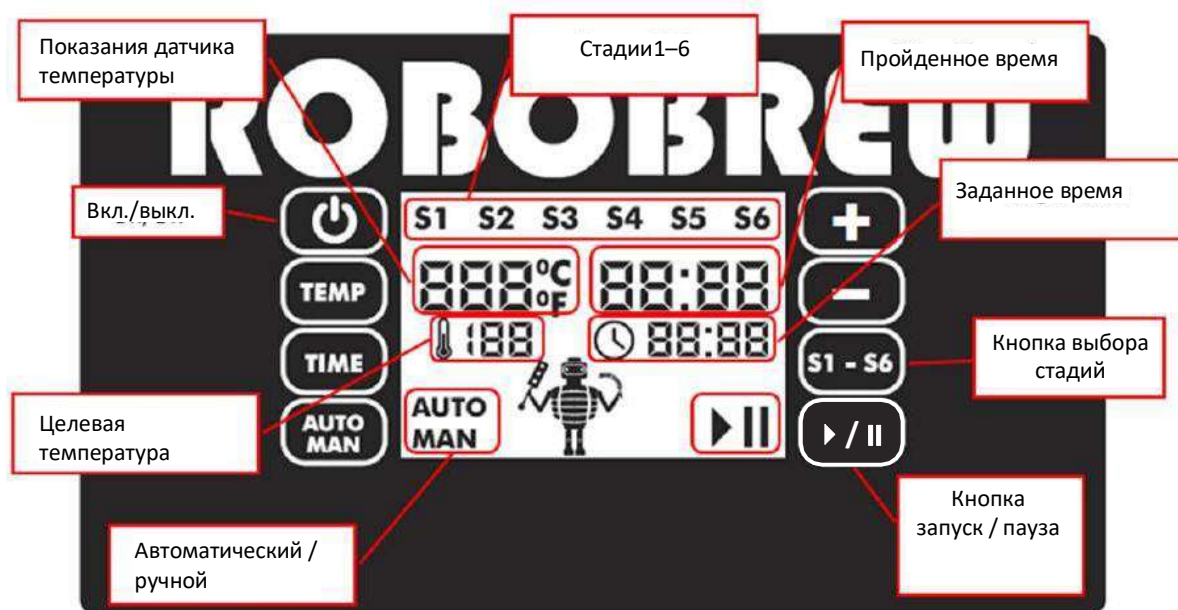 Показания датчика
температуры
Стадии1–6
Пройденное время
ROBOBREW
Вкл./выкл.
Заданное время
S1 S2 S3 S4 S5 S6
TEMP
888°C
°F
88:88
TIME
188
88:88
S1 - S6
Кнопка выбора
стадий
AUTO
MAN
AUTO
MAN
Целевая
температура
Автоматический /
ручной
Кнопка
запуск / пауза